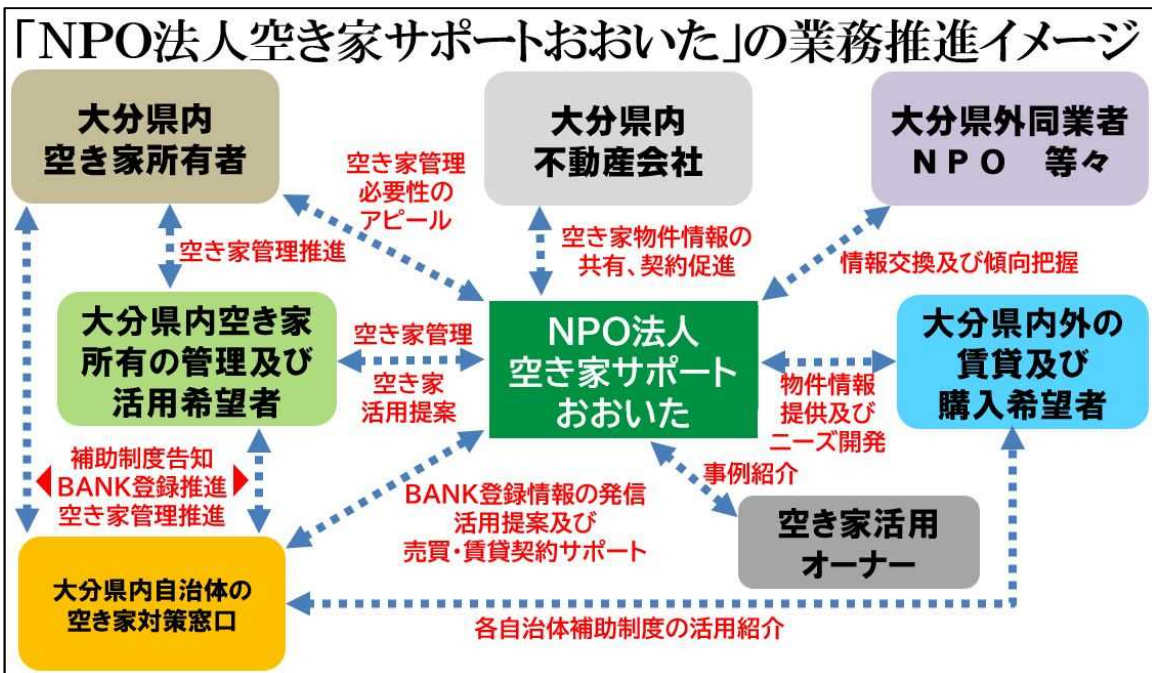 「NPO法人空き家サポートおおいた」の業務推進イメージ
大分県内
空き家所有者
大分県内
不動産会社
大分県外同業者
NPO　等々
空き家管理
必要性の
アピール
空き家管理推進
空き家物件情報の
共有、契約促進
情報交換及び傾向把握
大分県内空き家
所有の管理及び
活用希望者
空き家管理
空き家
活用提案
NPO法人
空き家サポート
おおいた
物件情報
提供及び
ニーズ開発
大分県内外の
賃貸及び
購入希望者
補助制度告知
BANK登録推進
空き家管理推進
BANK登録情報の発信
活用提案及び
売買・賃貸契約サポート
事例紹介
空き家活用
オーナー
大分県内自治体の
空き家対策窓口
各自治体補助制度の活用紹介